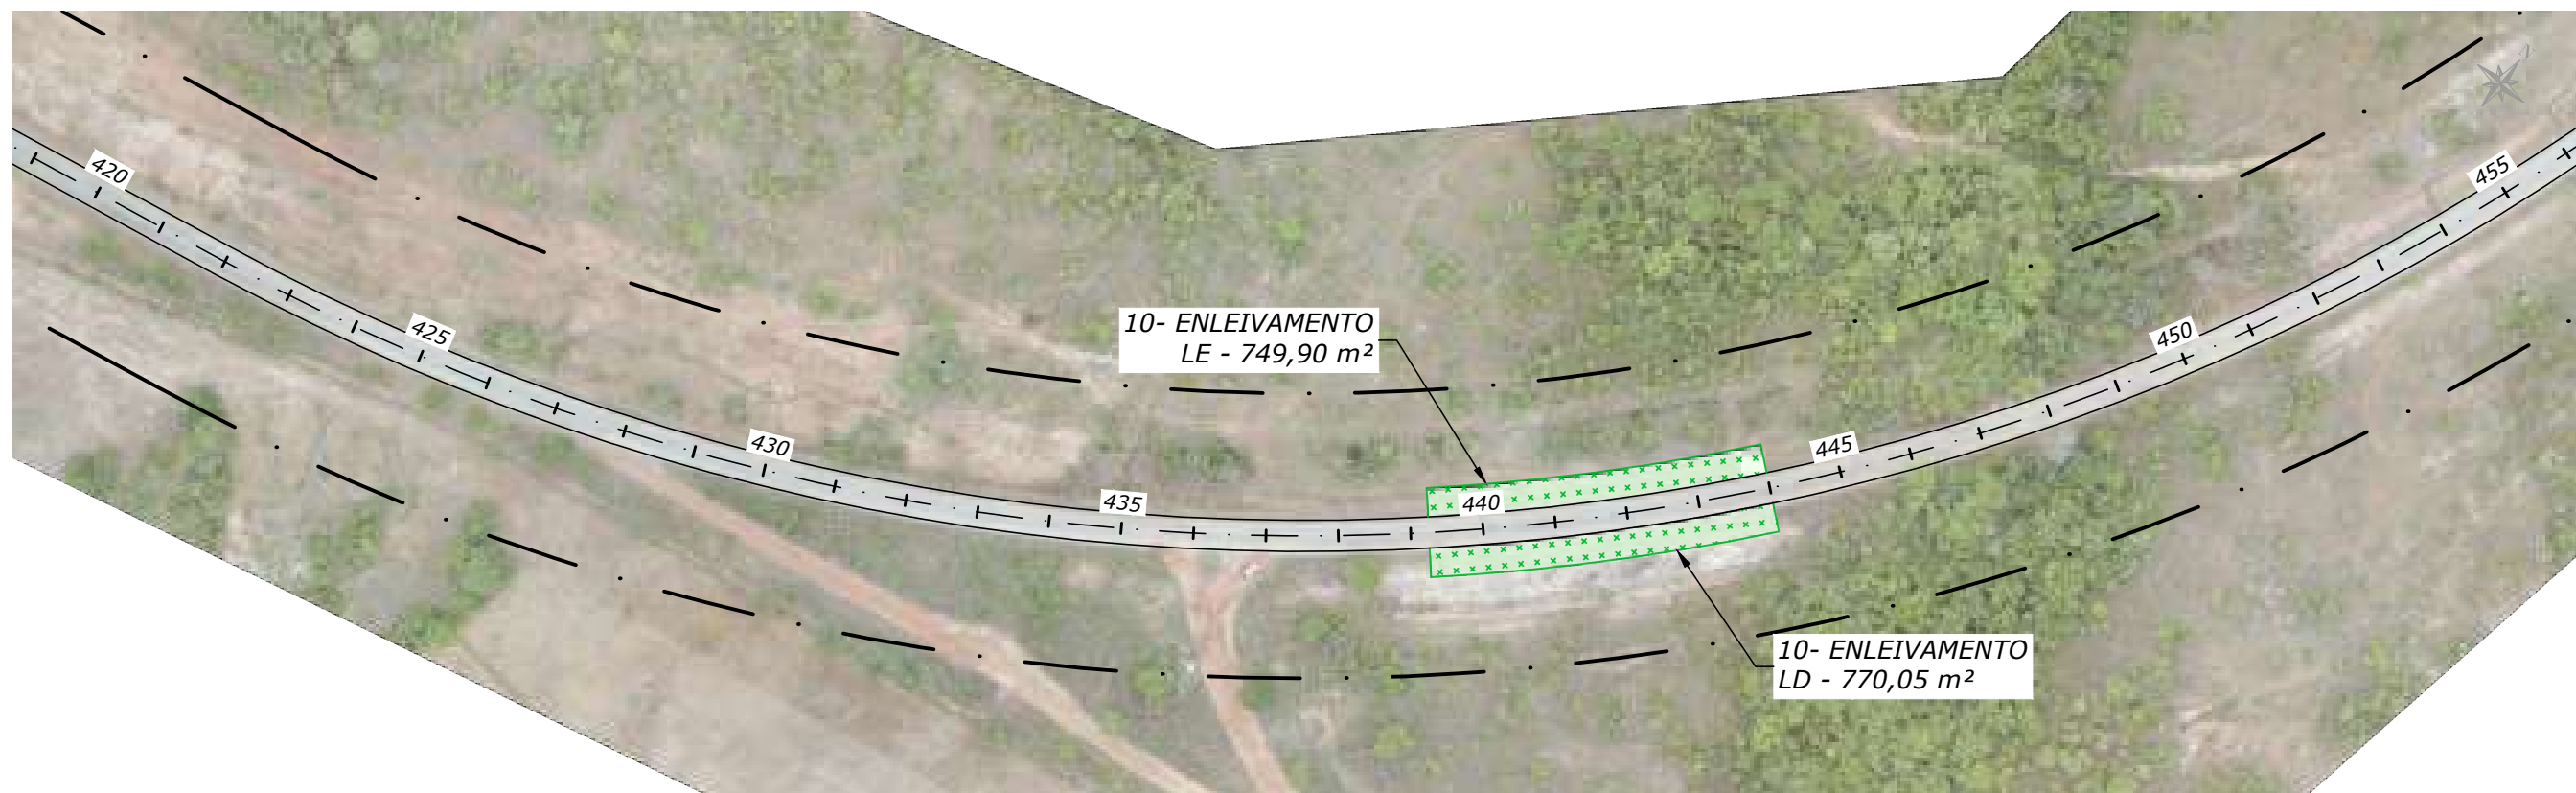 420
425
430
435
440
445
450
455
10- ENLEIVAMENTO
LE - 749,90 m²
10- ENLEIVAMENTO
LD - 770,05 m²